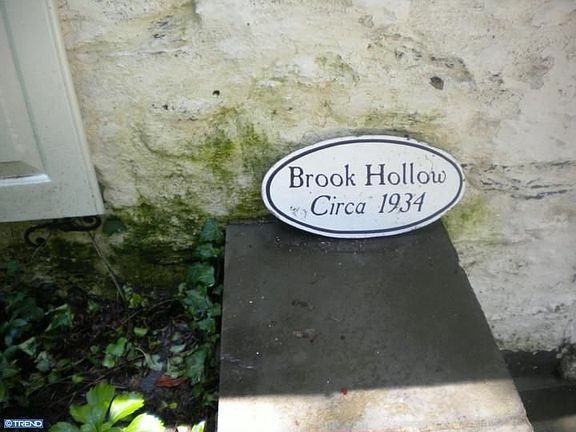 Brook Hollow
Circa 1934
© TREND